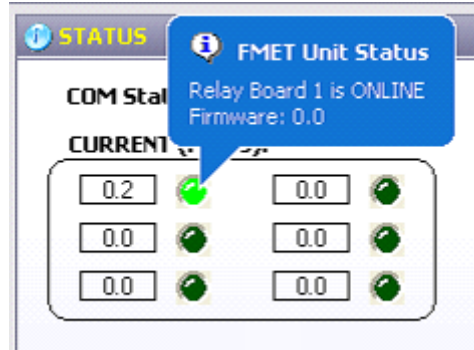 STATUS
FMET Unit Status
Relay Board 1 is ONLINE
Firmware: 0.0
COM
CURRENT
0.2 0.0
0.0 0.0
0.0 0.0